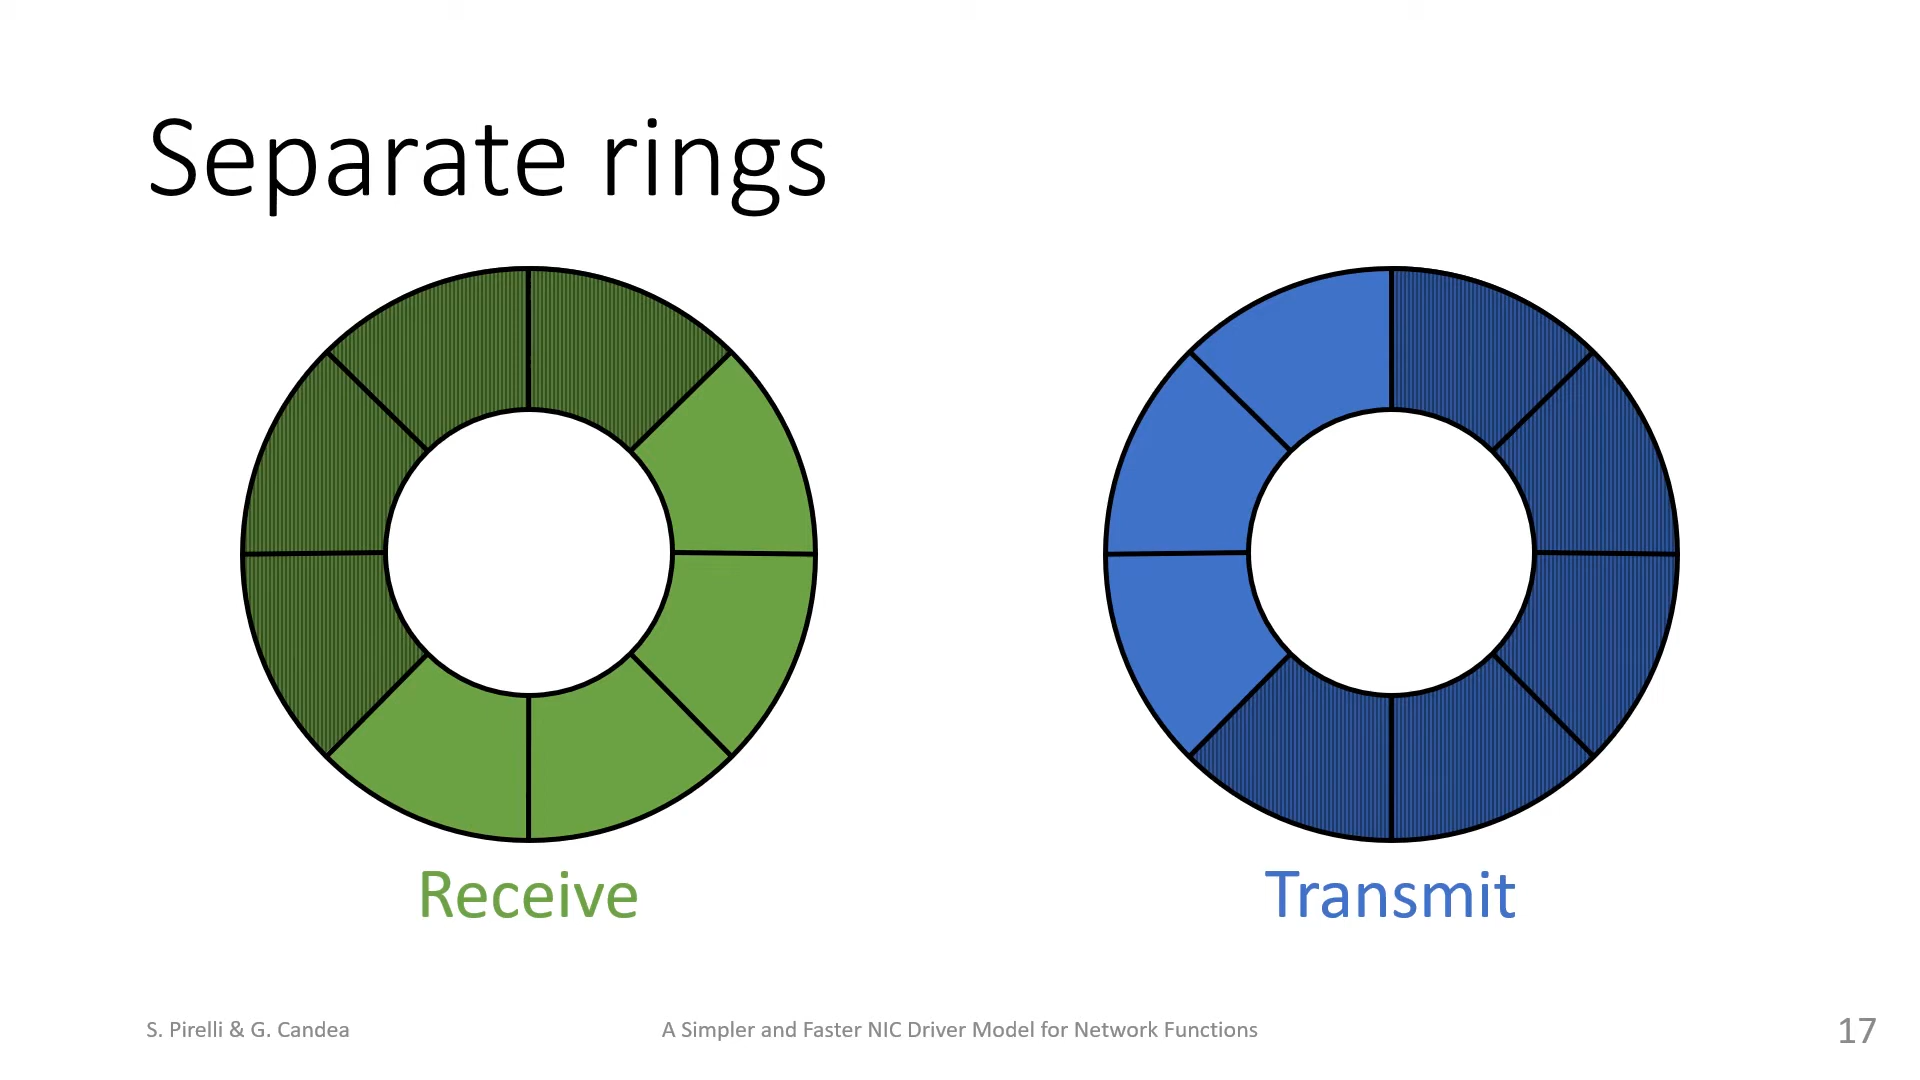 Separate rings
Receive
Transmit
S. Pirelli & G. Candea
A Simpler and Faster NIC Driver Model for Network Functions
17